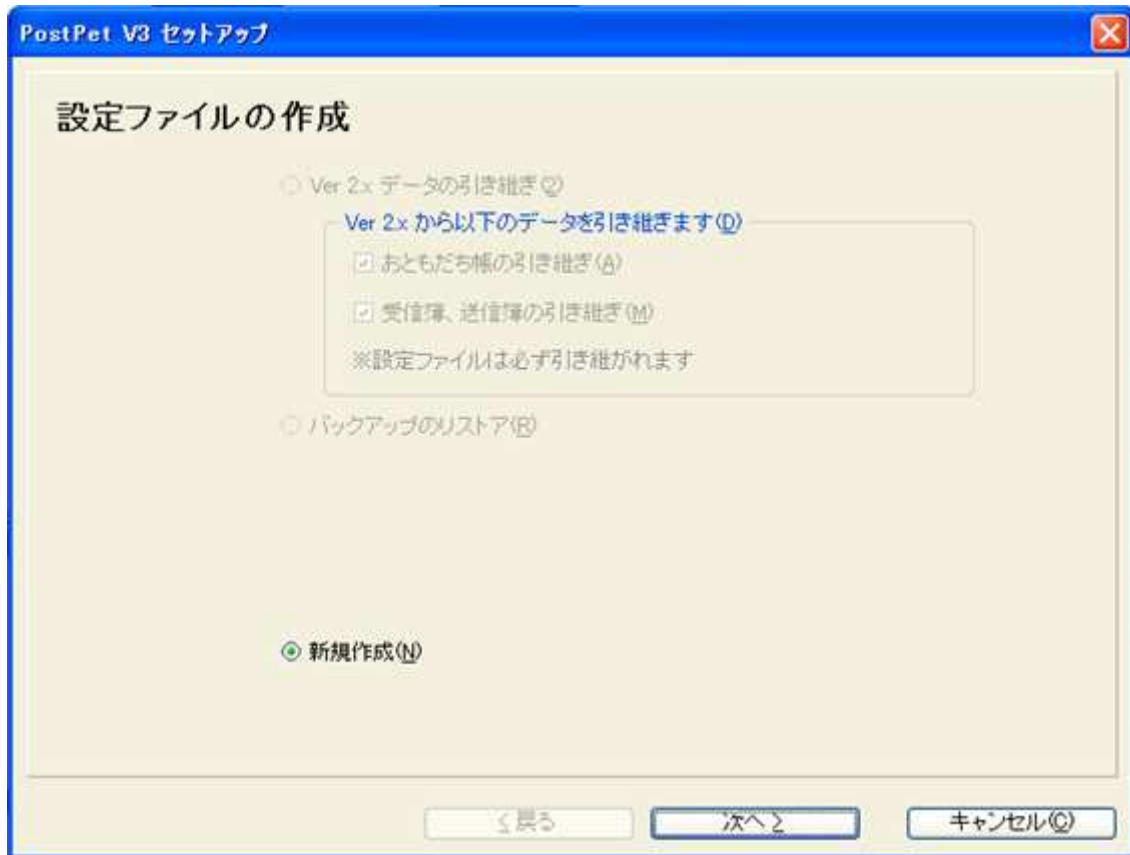 PostPet V3 セットアップ
設定ファイルの作成
Ver 2.x データの引き継ぎ(2)
Ver 2.x から以下のデータを引き継ぎます(D)
おともだち帳の引き継ぎ(A)
受信簿、送信簿の引き継ぎ(M)
※設定ファイルは必ず引き継がれます
バックアップのリストア(R)
新規作成(N)
< 戻る
次へ >
キャンセル(C)